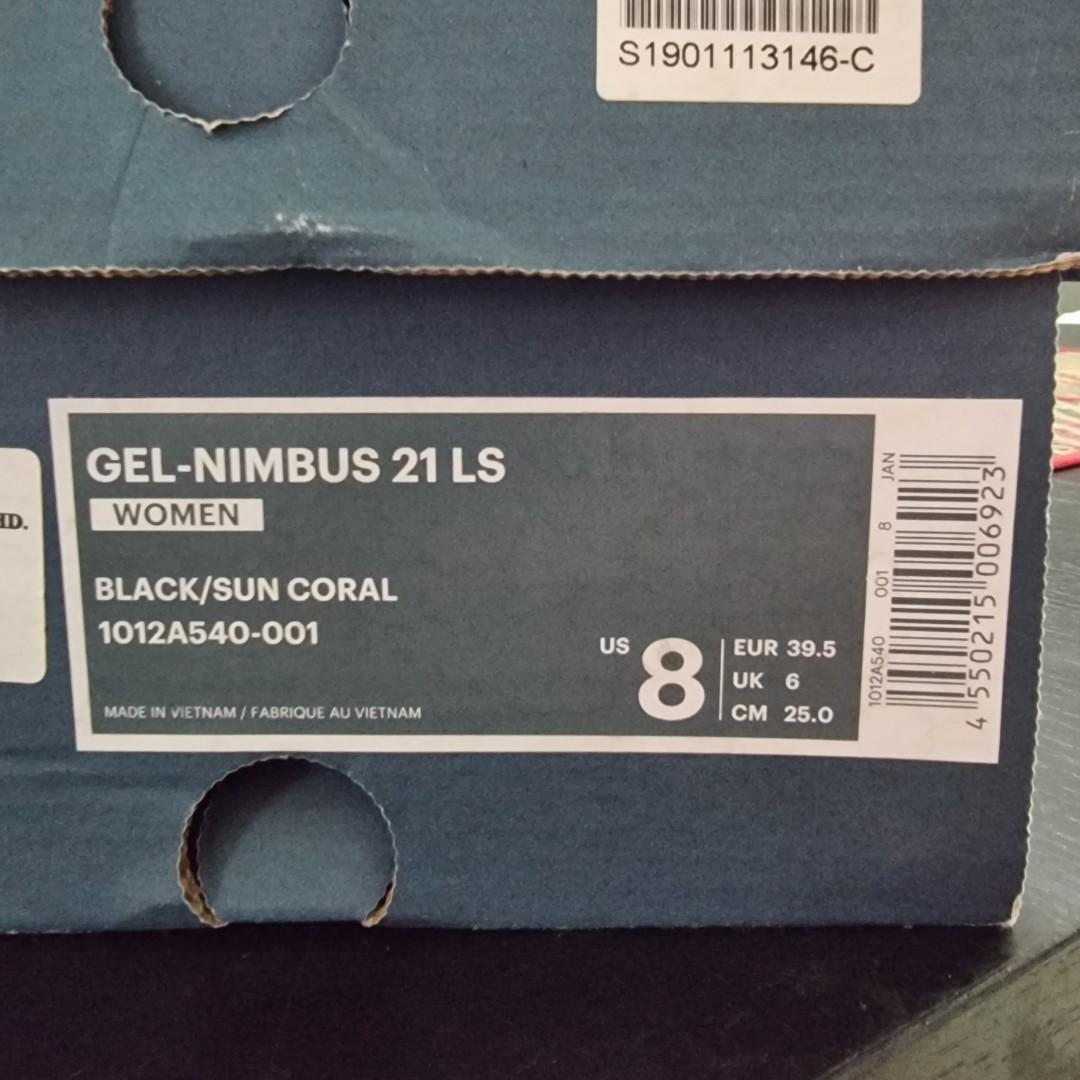 S1901113146-C
HD.
GEL-NIMBUS 21 LS
WOMEN
BLACK/SUN CORAL
1012A540-001
MADE IN VIETNAM / FABRIQUE AU VIETNAM
US 8
EUR 39.5
UK 6
CM 25.0
1012A540 001 8 JAN
4 550215 006923